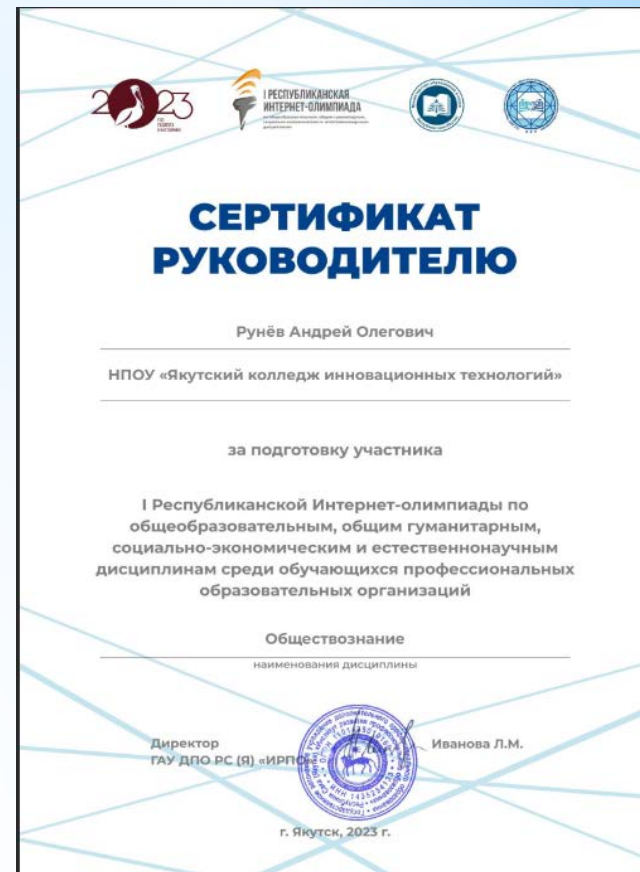 2023
I РЕСПУБЛИКАНСКАЯ
ИНТЕРНЕТ-ОЛИМПИАДА
СЕРТИФИКАТ
РУКОВОДИТЕЛЮ
Рунёв Андрей Олегович
НПОУ «Якутский колледж инновационных технологий»
за подготовку участника
I Республиканской Интернет-олимпиады по
общеобразовательным, общим гуманитарным,
социально-экономическим и естественнонаучным
дисциплинам среди обучающихся профессиональных
образовательных организаций
Обществознание
наименования дисциплины
Директор
ГАУ ДПО РС (Я) «ИРПО»
Иванова Л.М.
г. Якутск, 2023 г.